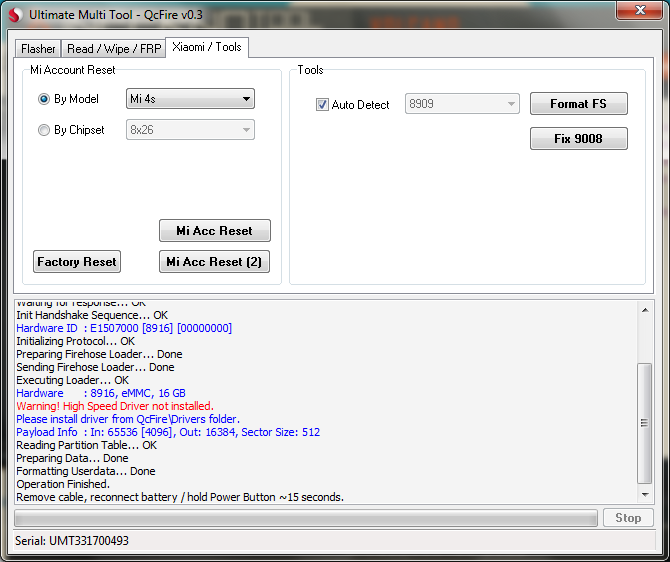 Ultimate Multi Tool - QcFire v0.3
Flasher
Read / Wipe / FRP
Xiaomi / Tools
Mi Account Reset
By Model
Mi 4s
By Chipset
8x26
Mi Acc Reset
Factory Reset
Mi Acc Reset (2)
Tools
Auto Detect
8909
Format FS
Fix 9008
Waiting for response... OK
Init Handshake Sequence... OK
Hardware ID : E1507000 [8916] [00000000]
Initializing Protocol... OK
Preparing Firehose Loader... Done
Sending Firehose Loader... Done
Executing Loader... OK
Hardware : 8916, eMMC, 16 GB
Warning! High Speed Driver not installed.
Please install driver from QcFire\Drivers folder.
Payload Info : In: 65536 [4096], Out: 16384, Sector Size: 512
Reading Partition Table... OK
Preparing Data... Done
Formatting Userdata... Done
Operation Finished.
Remove cable, reconnect battery / hold Power Button ~15 seconds.
Stop
Serial: UMT331700493